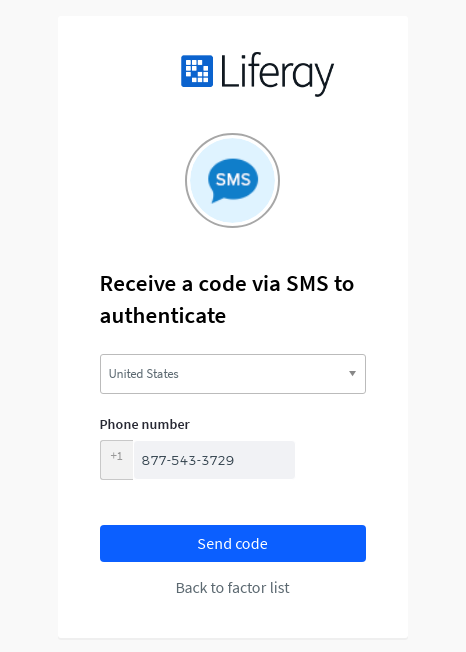 Liferay
SMS
Receive a code via SMS to
authenticate
United States
Phone number
+1
877-543-3729
Send code
Back to factor list